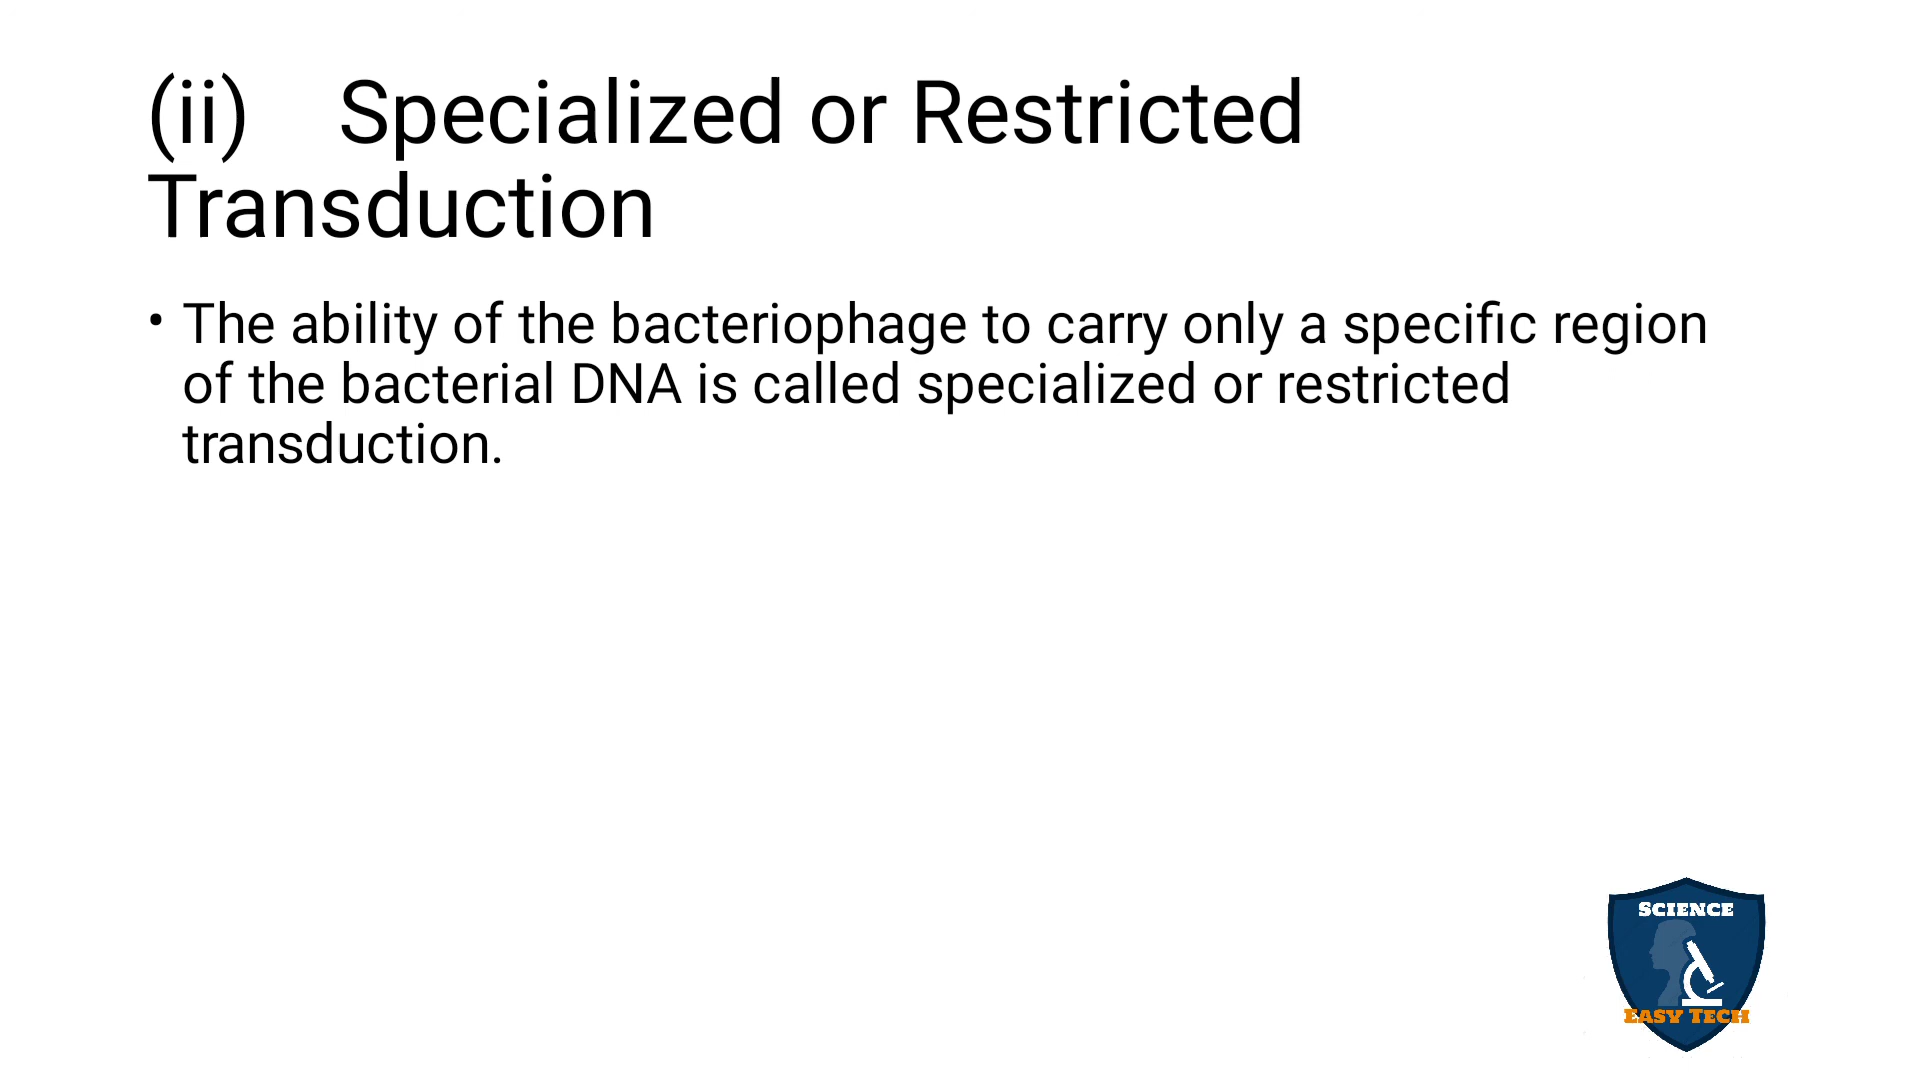 (ii) Specialized or Restricted
Transduction
• The ability of the bacteriophage to carry only a specific region
of the bacterial DNA is called specialized or restricted
transduction.
SCIENCE
EASY TECH